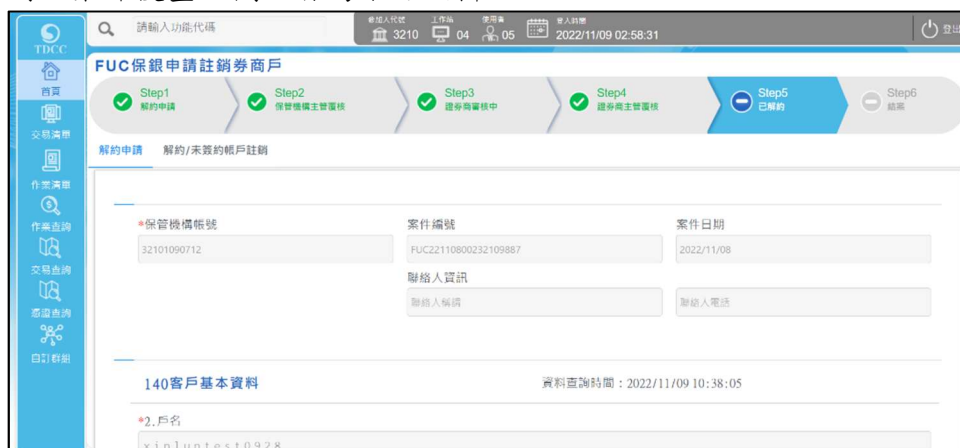 請輸入功能代碼
參加人代號 工作站 使用者 登入時間
3210 04 05 2022/11/09 02:58:31
登出
TDCC
首頁
交易清單
作業清單
作業查詢
交易查詢
憑證查詢
自訂群組
FUC保銀申請註銷券商戶
Step1 Step2 Step3 Step4 Step5 Step6
解約申請 保管機構主管覆核 證券商審核中 證券商主管覆核 已解約 結案
解約申請 解約/未簽約帳戶註銷
*保管機構帳號 案件編號 案件日期
32101090712 FUC22110800232109887 2022/11/08
聯絡人資訊
聯絡人稱謂 聯絡人電話
140客戶基本資料 資料查詢時間：2022/11/09 10:38:05
*2.戶名
xinluntest0928